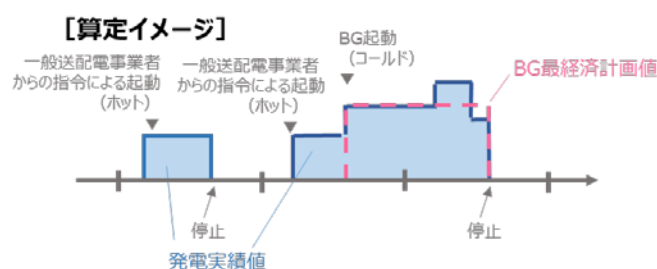 ［算定イメージ］
一般送配電事業者
からの指令による起動
（ホット）
一般送配電事業者
からの指令による起動
（ホット）
BG起動
（コールド）
BG最経済計画値
停止
停止
発電実績値